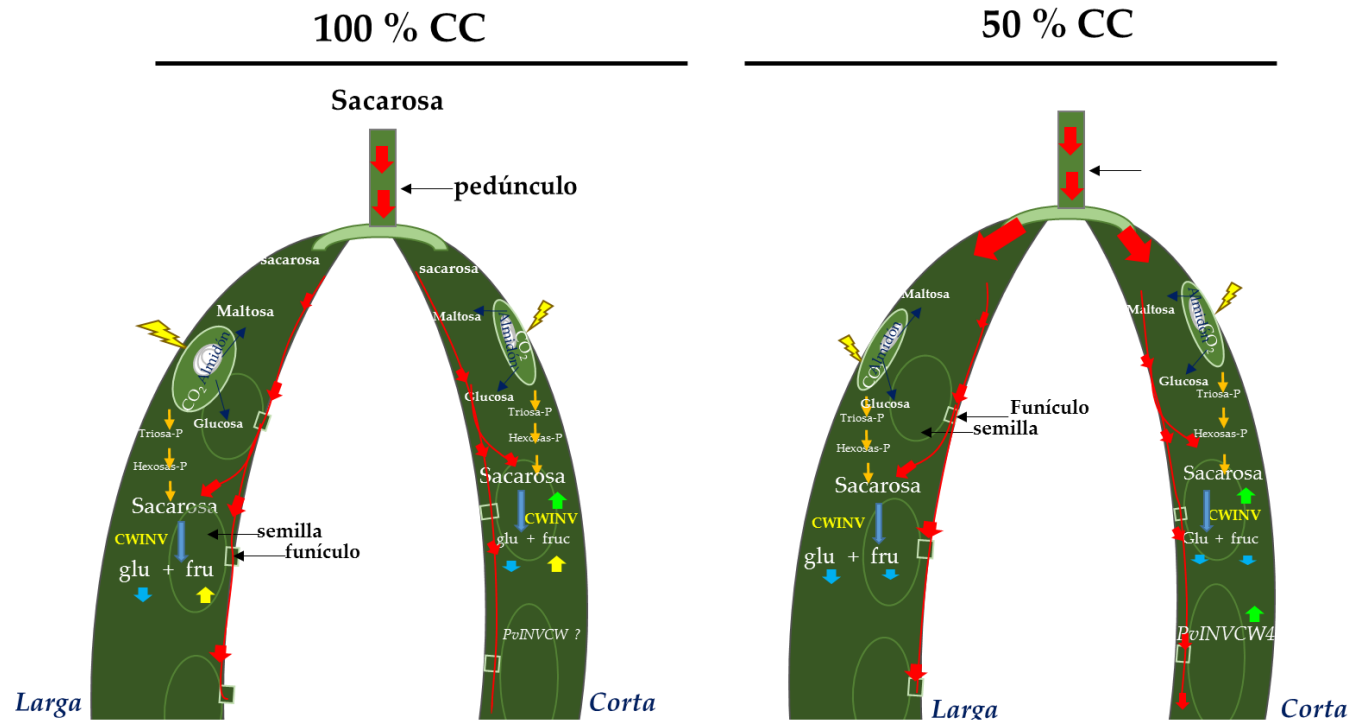 100 % CC
Sacarosa
pedúnculo
sacarosa
sacarosa
Maltosa
Maltosa
Almidón
CO₂
Almidón
CO₂
Glucosa
Glucosa
Triosa-P
Triosa-P
Hexosas-P
Hexosas-P
Sacarosa
Sacarosa
CWINV
CWINV
semilla
funículo
glu + fru
glu + fruc
PvINVCW ?
Larga
Corta
50 % CC
Maltosa
Maltosa
Almidón
CO₂
Almidón
Glucosa
Glucosa
Triosa-P
Triosa-P
Funículo
semilla
Hexosas-P
Hexosas-P
Sacarosa
Sacarosa
CWINV
CWINV
glu + fru
Glu + fruc
PvINVCW4
Larga
Corta